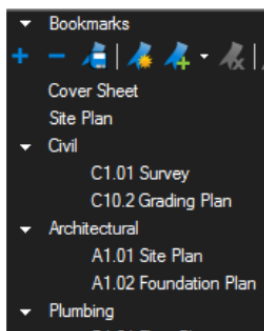 Bookmarks
Cover Sheet
Site Plan
Civil
C1.01 Survey
C10.2 Grading Plan
Architectural
A1.01 Site Plan
A1.02 Foundation Plan
Plumbing